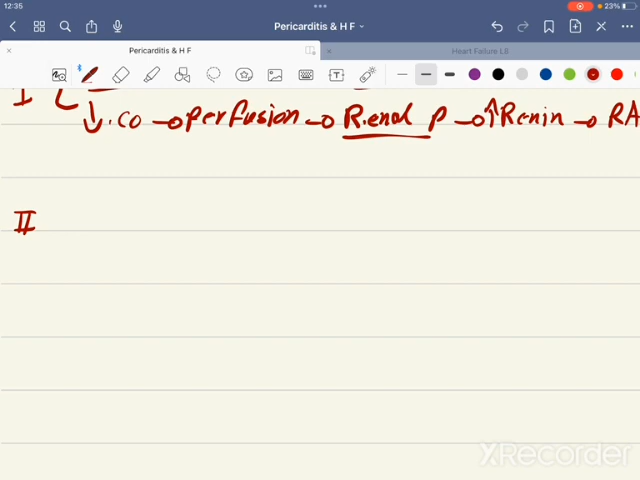 12:35
23%
Pericarditis & H F
Pericarditis & H F
Heart Failure L8
I
↓.CO → perfusion → Renal p → ↑Renin → RA
II
XRecorder